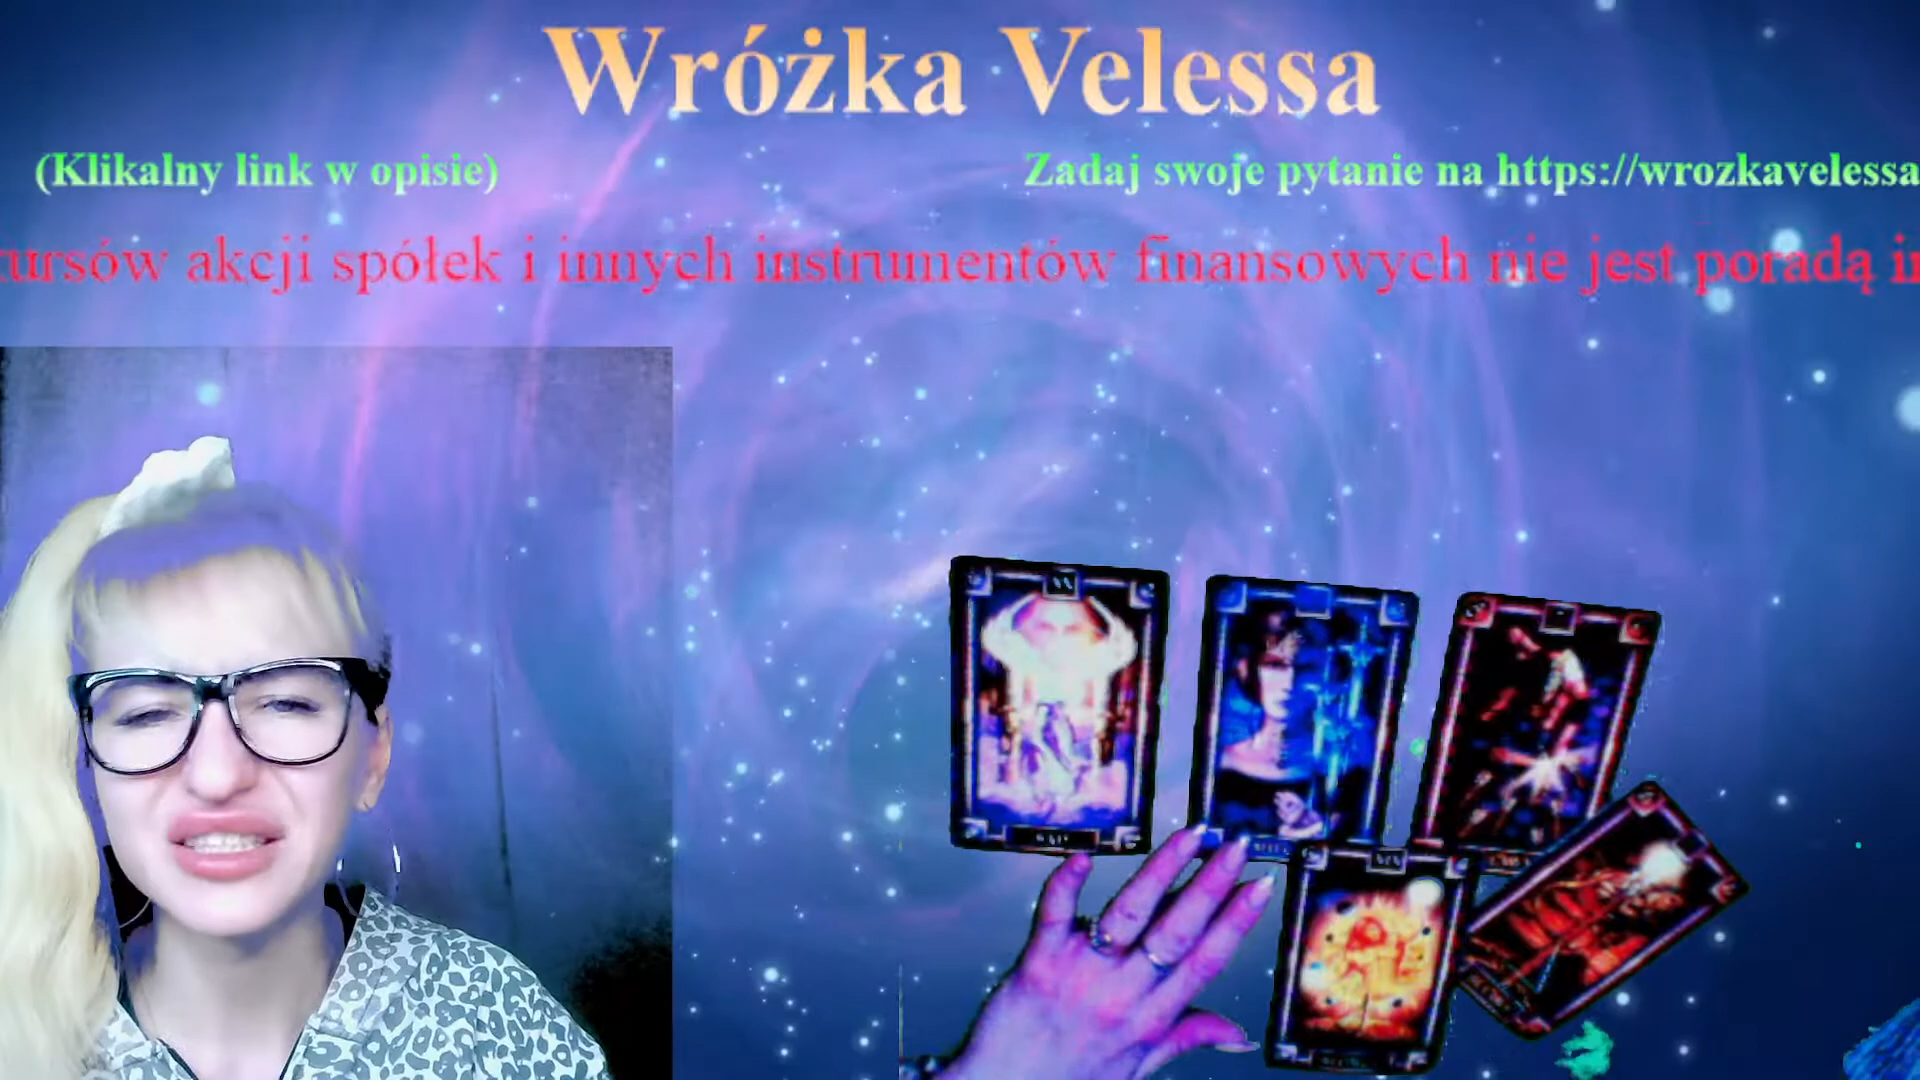 Wróżka Velessa
(Klikalny link w opisie) Zadaj swoje pytanie na https://wrozkavelessa
akcji spółek i innych instrumentów finansowych nie jest poradą